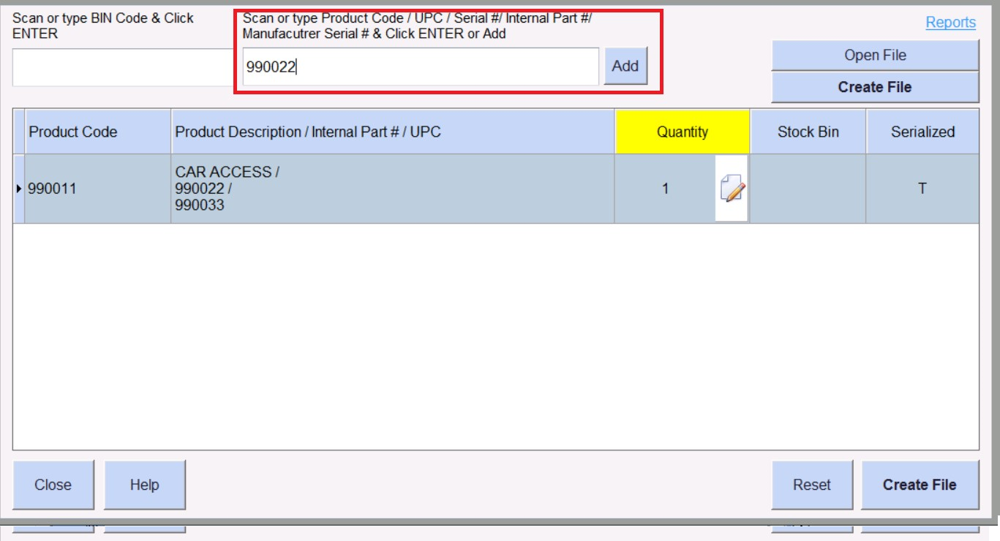 Scan or type BIN Code & Click
ENTER
Scan or type Product Code / UPC / Serial #/ Internal Part #/
Manufacutrer Serial # & Click ENTER or Add
990022
Add
Reports
Open File
Create File
Product Code
Product Description / Internal Part # / UPC
Quantity
Stock Bin
Serialized
990011
CAR ACCESS /
990022 /
990033
1
T
Close
Help
Reset
Create File